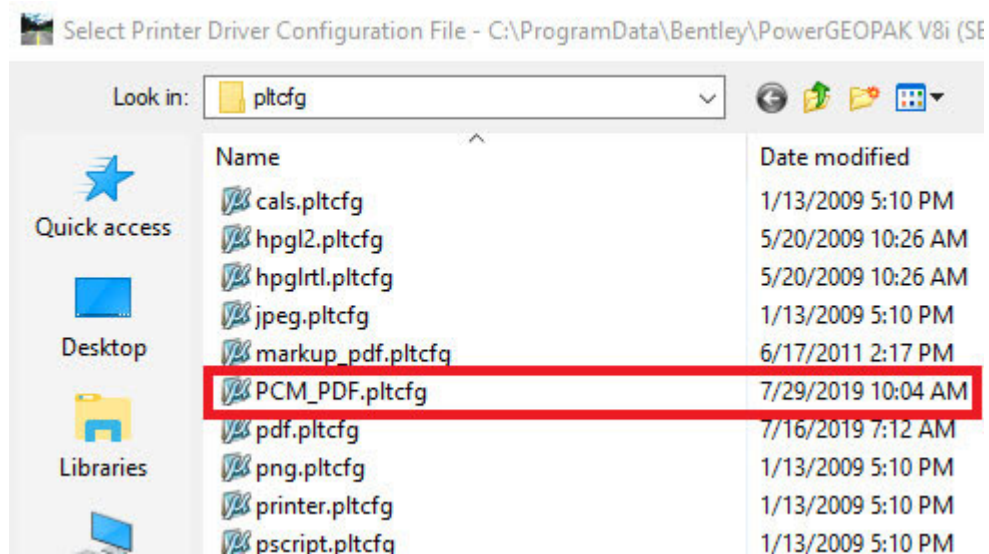 Select Printer Driver Configuration File - C:\ProgramData\Bentley\PowerGEOPAK V8i (SE
Look in: pltcfg
Name Date modified
cals.pltcfg 1/13/2009 5:10 PM
Quick access
hpgl2.pltcfg 5/20/2009 10:26 AM
hpglrtl.pltcfg 5/20/2009 10:26 AM
jpeg.pltcfg 1/13/2009 5:10 PM
Desktop
markup_pdf.pltcfg 6/17/2011 2:17 PM
PCM_PDF.pltcfg 7/29/2019 10:04 AM
pdf.pltcfg 7/16/2019 7:12 AM
Libraries
png.pltcfg 1/13/2009 5:10 PM
printer.pltcfg 1/13/2009 5:10 PM
pscript.pltcfg 1/13/2009 5:10 PM